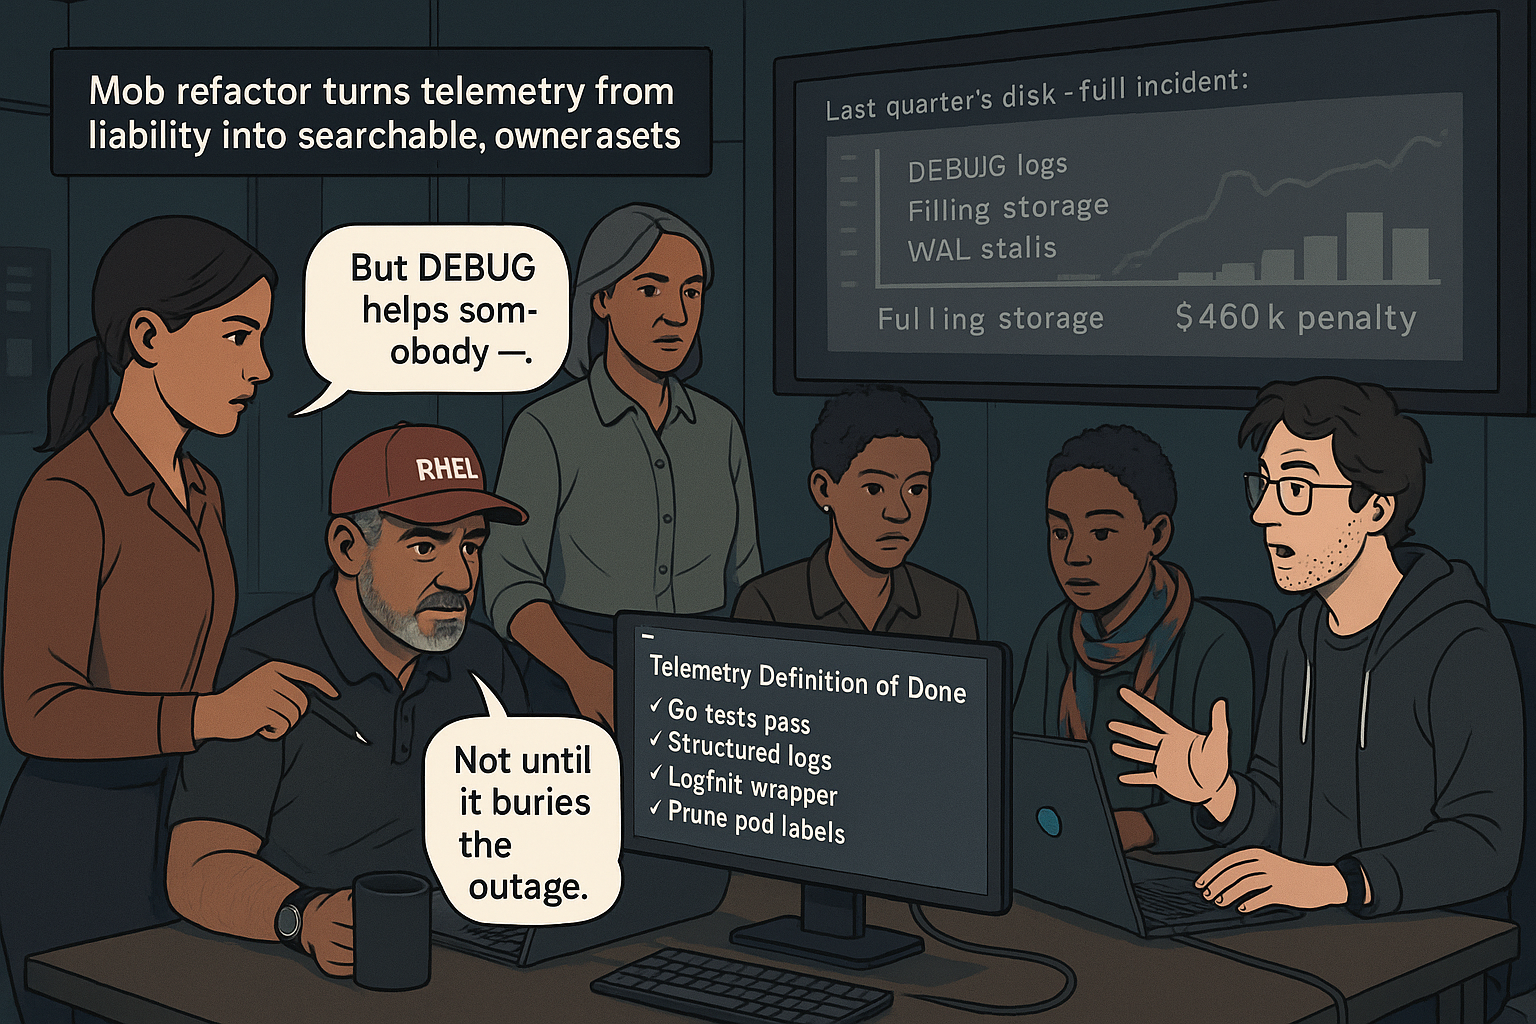 Mob refactor turns telemetry from
liability into searchable, ownerasets
Last quarter's disk-full incident:
DEBUJG logs
Filling storage
WAL stalis
Fulling storage
$460k penalty
But DEBUG
helps som-
obady —.
RHEL
Not until
it buries
the
outage.
Telemetry Definition of Done
✓ Go tests pass
✓ Structured logs
✓ Logfnit wrapper
✓ Prune pod labels